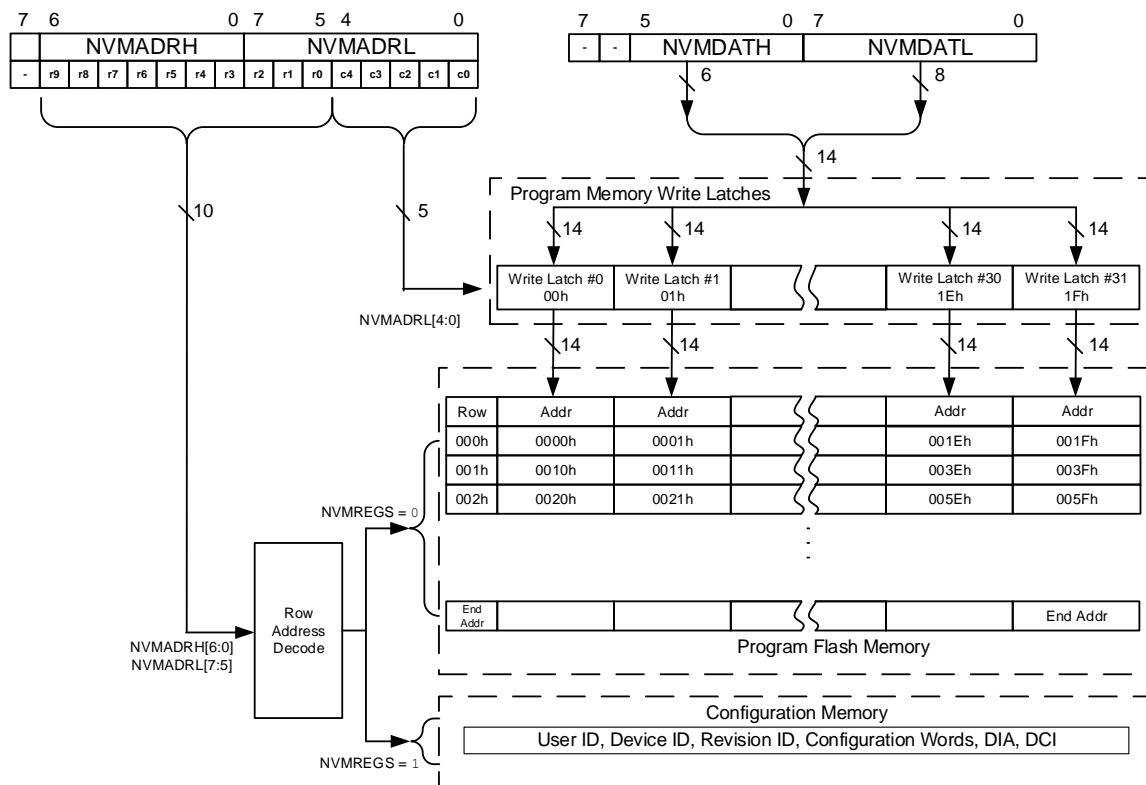 7 6 0 7 5 4 0
NVMADRH NVMADRL
- r9 r8 r7 r6 r5 r4 r3 r2 r1 r0 c4 c3 c2 c1 c0
7 5 0 7 0
- - NVMDATH NVMDATL
6 8
14
10 5
Program Memory Write Latches
14 14 14 14
Write Latch #0 Write Latch #1 Write Latch #30 Write Latch #31
00h 01h 1Eh 1Fh
NVMADRL[4:0]
14 14 14 14
Row Addr Addr Addr Addr
000h 0000h 0001h 001Eh 001Fh
001h 0010h 0011h 003Eh 003Fh
002h 0020h 0021h 005Eh 005Fh
NVMREGS = 0
End
Addr
End Addr
Row
Address
Decode
NVMADRH[6:0]
NVMADRL[7:5]
Program Flash Memory
Configuration Memory
User ID, Device ID, Revision ID, Configuration Words, DIA, DCI
NVMREGS = 1